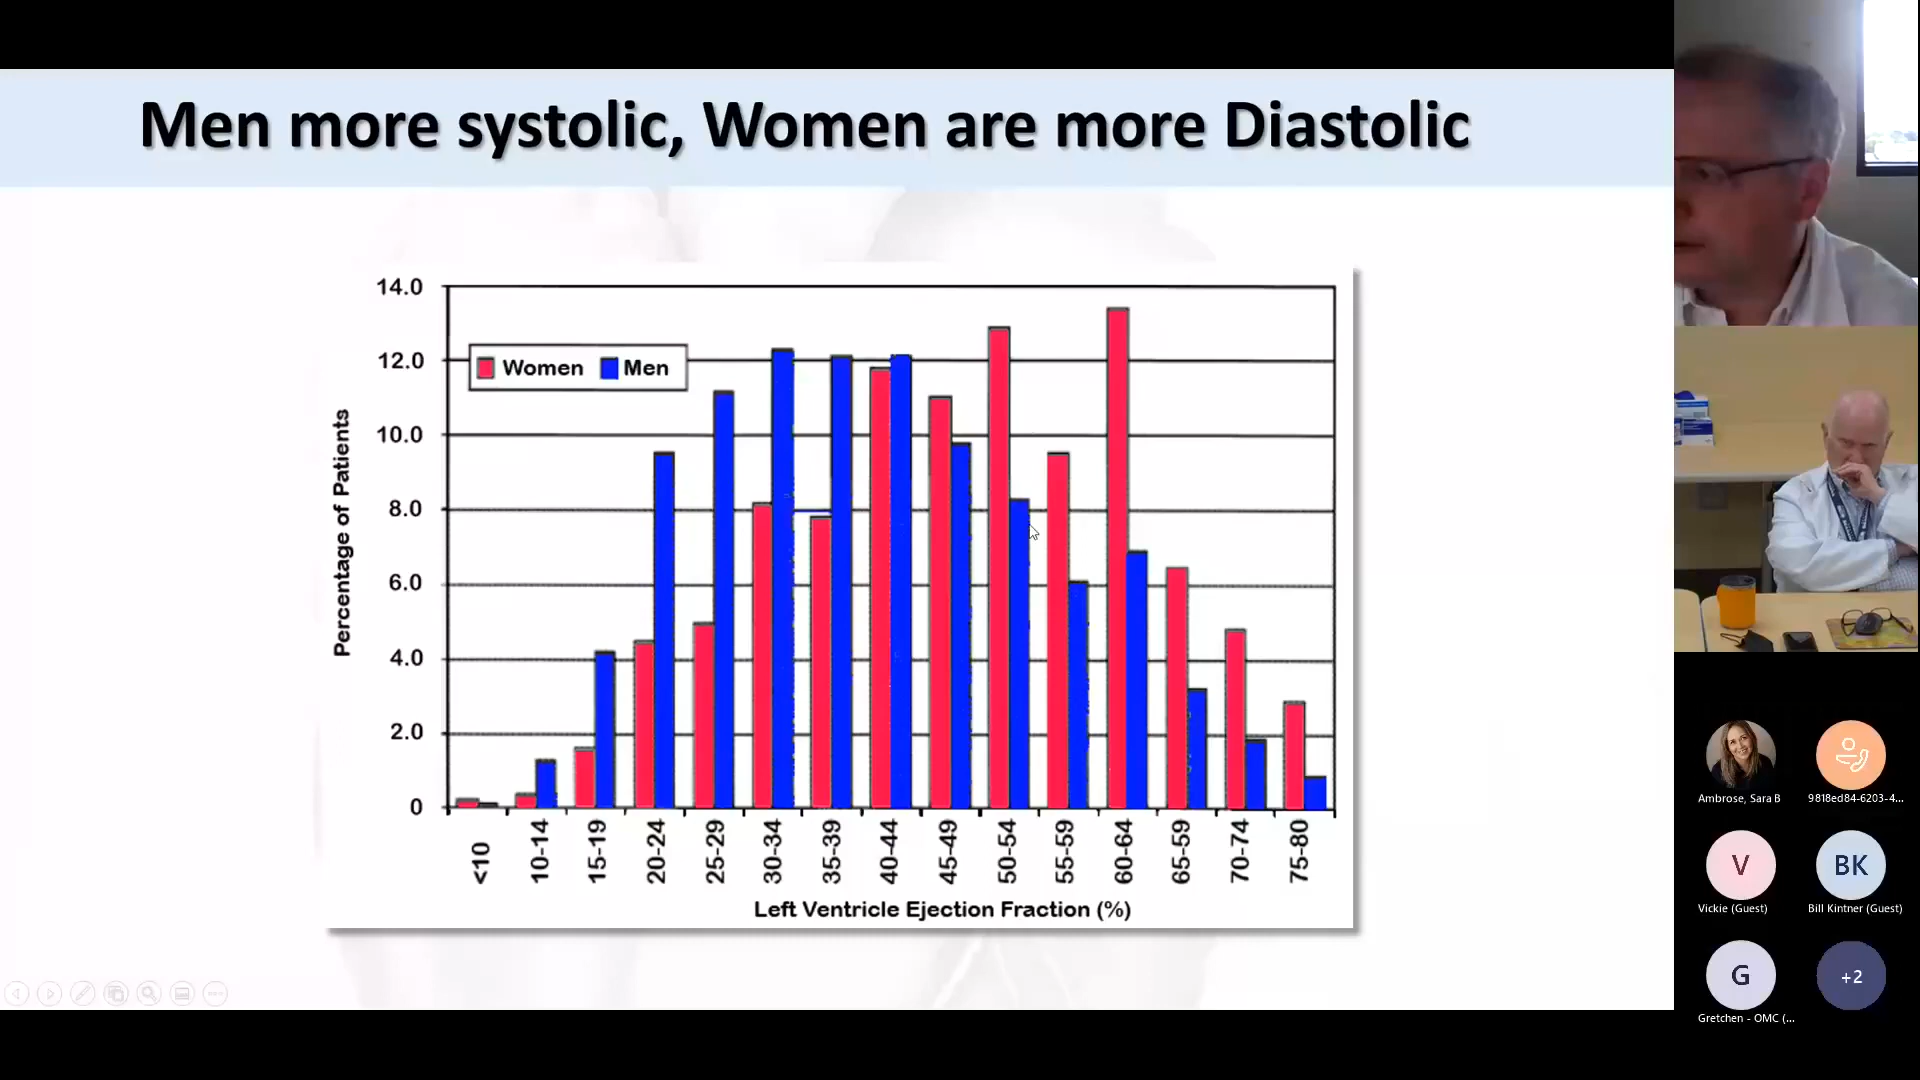 Men more systolic, Women are more Diastolic
14.0
12.0
10.0
8.0
6.0
4.0
2.0
0
Percentage of Patients
Women Men
<10 10-14 15-19 20-24 25-29 30-34 35-39 40-44 45-49 50-54 55-59 60-64 65-59 70-74 75-80
Left Ventricle Ejection Fraction (%)
Ambrose, Sara B
9818ed84-6203-4...
V
Vickie (Guest)
BK
Bill Kintner (Guest)
G
Gretchen - OMC (...
+2